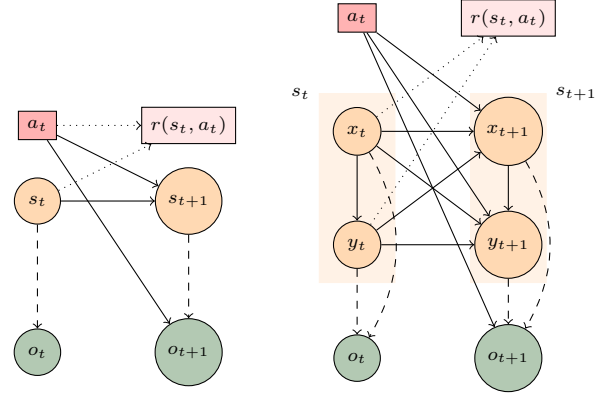 a_t
r(s_t, a_t)
s_t
s_{t+1}
o_t
o_{t+1}
a_t
r(s_t, a_t)
s_t
s_{t+1}
x_t
x_{t+1}
y_t
y_{t+1}
o_t
o_{t+1}